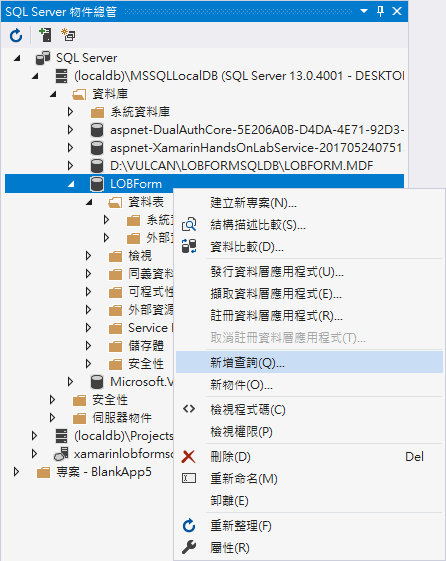 SQL Server 物件總管
SQL Server
(localdb)\MSSQLLocalDB (SQL Server 13.0.4001 - DESKTO
資料庫
系統資料庫
aspnet-DualAuthCore-5E206A0B-D4DA-4E71-92D3-
aspnet-XamarinHandsOnLabService-201705240751
D:\VULCAN\LOBFORMSQLDB\LOBFORM.MDF
LOBForm
資料表
系統
外部
檢視
同義資料
可程式性
外部資源
Service
儲存體
安全性
Microsoft.V
安全性
伺服器物件
(localdb)\Projects
xamarinlobformsc
專案 - BlankApp5
建立新專案(N)...
結構描述比較(S)...
資料比較(D)...
發行資料層應用程式(U)...
擷取資料層應用程式(E)...
註冊資料層應用程式(R)...
取消註冊資料層應用程式(T)...
新增查詢(Q)...
新物件(O)...
檢視程式碼(C)
檢視權限(P)
刪除(D) Del
重新命名(M)
卸離(E)
重新整理(F)
屬性(R)